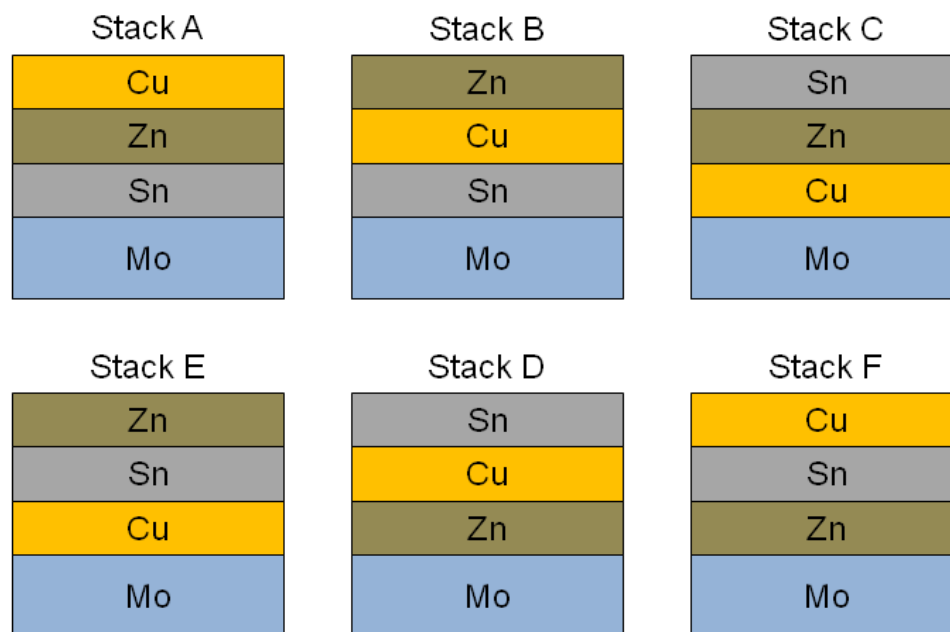 Stack A
Cu
Zn
Sn
Mo
Stack B
Zn
Cu
Sn
Mo
Stack C
Sn
Zn
Cu
Mo
Stack E
Zn
Sn
Cu
Mo
Stack D
Sn
Cu
Zn
Mo
Stack F
Cu
Sn
Zn
Mo